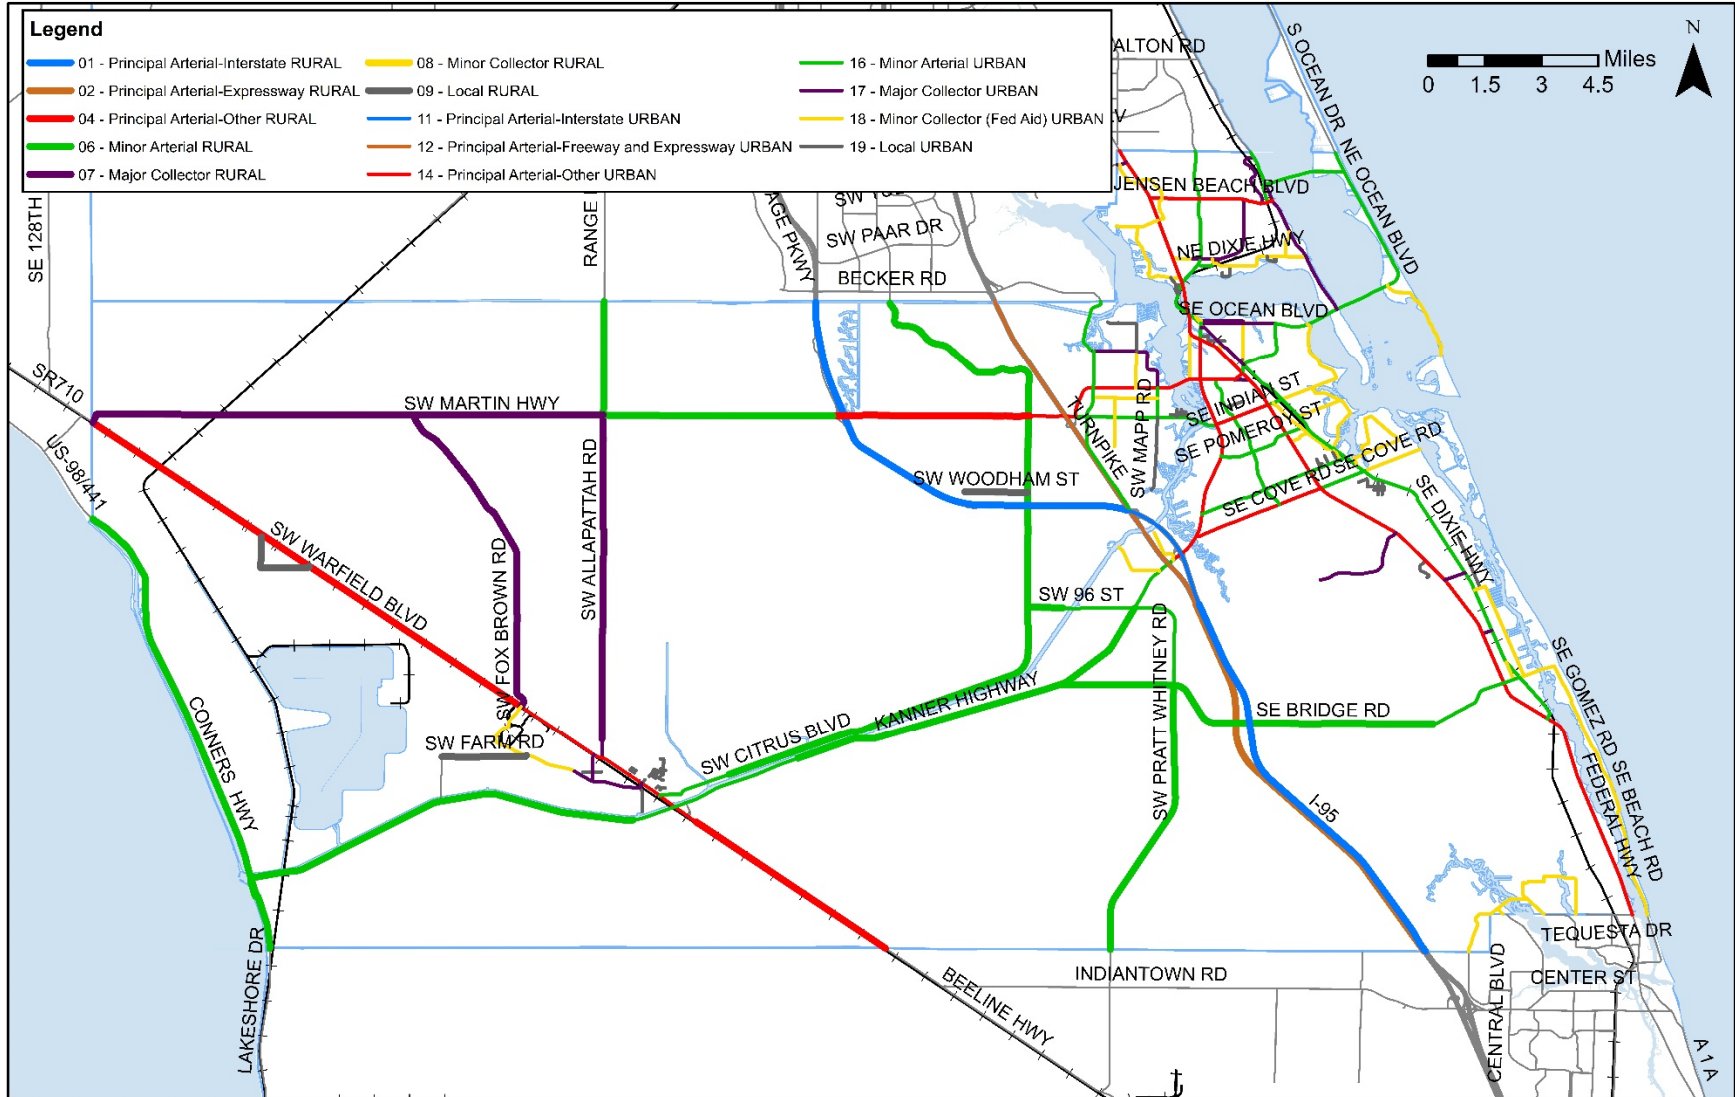 Legend
01 - Principal Arterial-Interstate RURAL
02 - Principal Arterial-Expressway RURAL
04 - Principal Arterial-Other RURAL
06 - Minor Arterial RURAL
07 - Major Collector RURAL
08 - Minor Collector RURAL
09 - Local RURAL
11 - Principal Arterial-Interstate URBAN
12 - Principal Arterial-Freeway and Expressway URBAN
14 - Principal Arterial-Other URBAN
16 - Minor Arterial URBAN
17 - Major Collector URBAN
18 - Minor Collector (Fed Aid) URBAN
19 - Local URBAN
ALTON RD
S OCEAN DR
NE OCEAN BLVD
Miles
0 1.5 3 4.5
N
SE 128TH
RANGE
AGE PKWY
SW PAAR DR
BECKER RD
JENSEN BEACH BLVD
NE DIXIE HWY
SE OCEAN BLVD
SR710
US-98/441
SW MARTIN HWY
SW ALLAPATTAH RD
SW FOX BROWN RD
SW WARFIELD BLVD
SW FARM RD
CONNERS HWY
LAKESHORE DR
SW WOODHAM ST
TURNPIKE
SW MAPP RD
SE INDIAN ST
SE POMEROY ST
SE COVE RD
SE COVE RD
SE DIXIE HWY
SW 96 ST
SW PRATT WHITNEY RD
SW CITRUS BLVD
KANNER HIGHWAY
SE BRIDGE RD
I-95
SE GOMEZ RD
SE BEACH RD
FEDERAL HWY
TEQUESTA DR
CENTER ST
CENTRAL BLVD
INDIANTOWN RD
BEELINE HWY
A1A